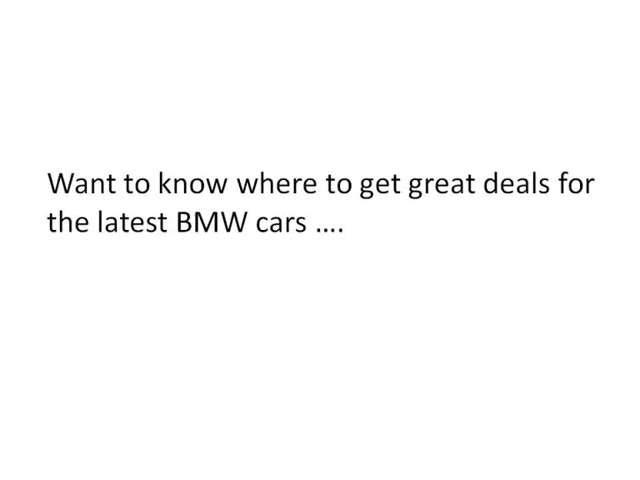 Want to know where to get great deals for
the latest BMW cars ….